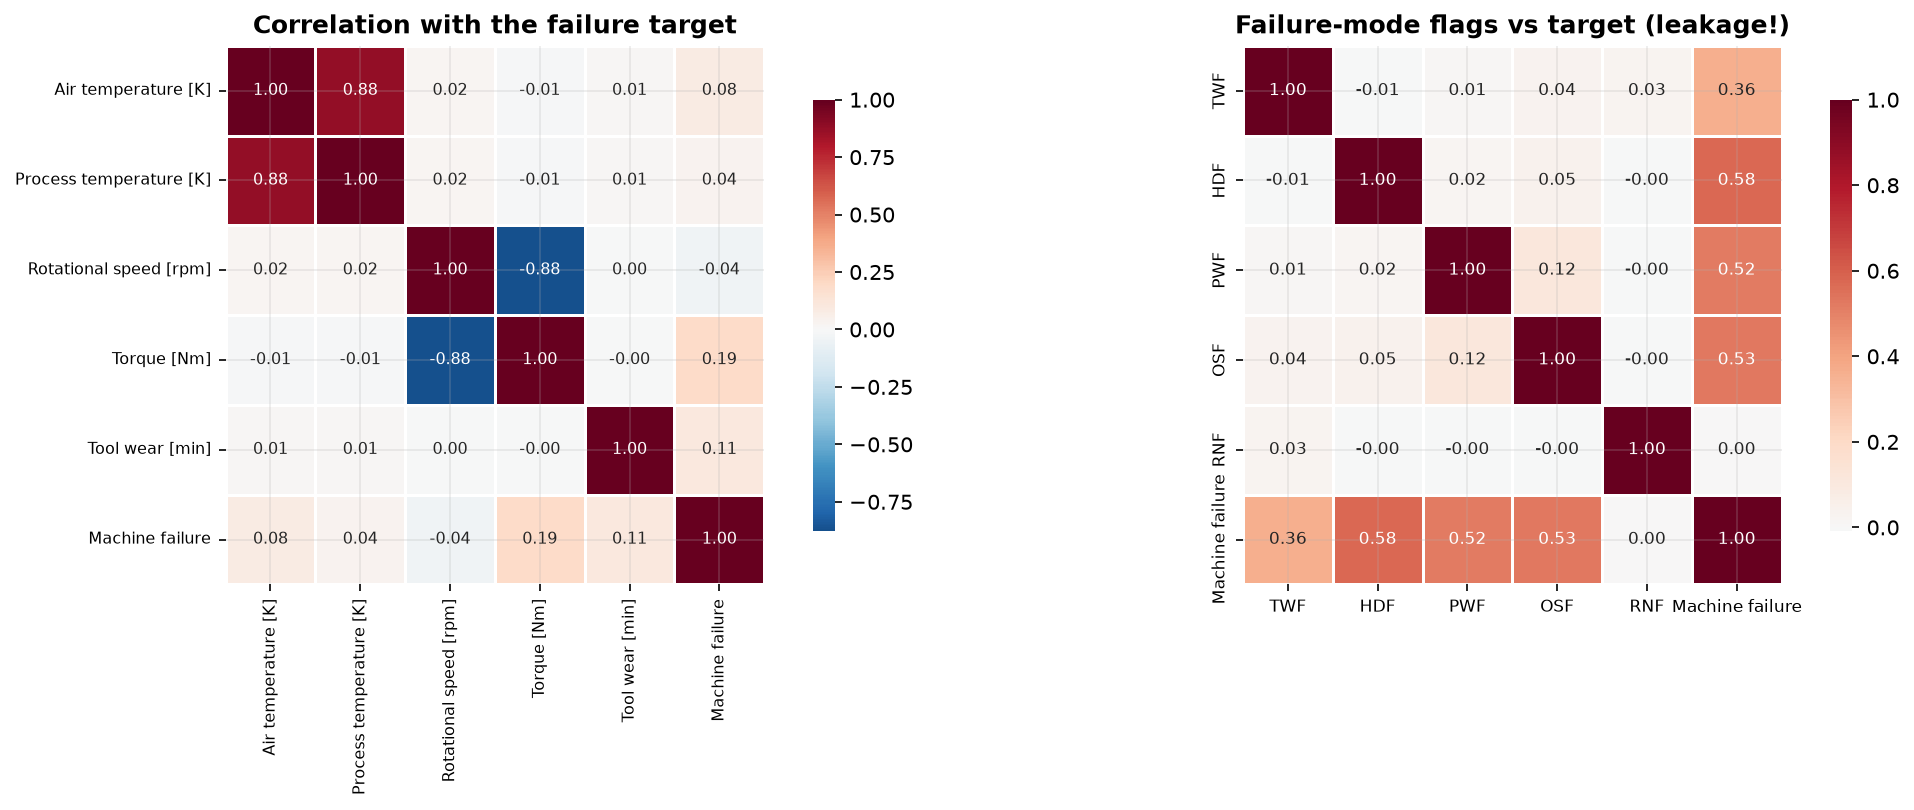 Correlation with the failure target
Air temperature [K] 1.00 0.88 0.02 -0.01 0.01 0.08
Process temperature [K] 0.88 1.00 0.02 -0.01 0.01 0.04
Rotational speed [rpm] 0.02 0.02 1.00 -0.88 0.00 -0.04
Torque [Nm] -0.01 -0.01 -0.88 1.00 -0.00 0.19
Tool wear [min] 0.01 0.01 0.00 -0.00 1.00 0.11
Machine failure 0.08 0.04 -0.04 0.19 0.11 1.00
Air temperature [K]
Process temperature [K]
Rotational speed [rpm]
Torque [Nm]
Tool wear [min]
Machine failure
1.00
0.75
0.50
0.25
0.00
−0.25
−0.50
−0.75
Failure-mode flags vs target (leakage!)
TWF 1.00 -0.01 0.01 0.04 0.03 0.36
HDF -0.01 1.00 0.02 0.05 -0.00 0.58
PWF 0.01 0.02 1.00 0.12 -0.00 0.52
OSF 0.04 0.05 0.12 1.00 -0.00 0.53
RNF 0.03 -0.00 -0.00 -0.00 1.00 0.00
Machine failure 0.36 0.58 0.52 0.53 0.00 1.00
TWF HDF PWF OSF RNF Machine failure
1.0
0.8
0.6
0.4
0.2
0.0